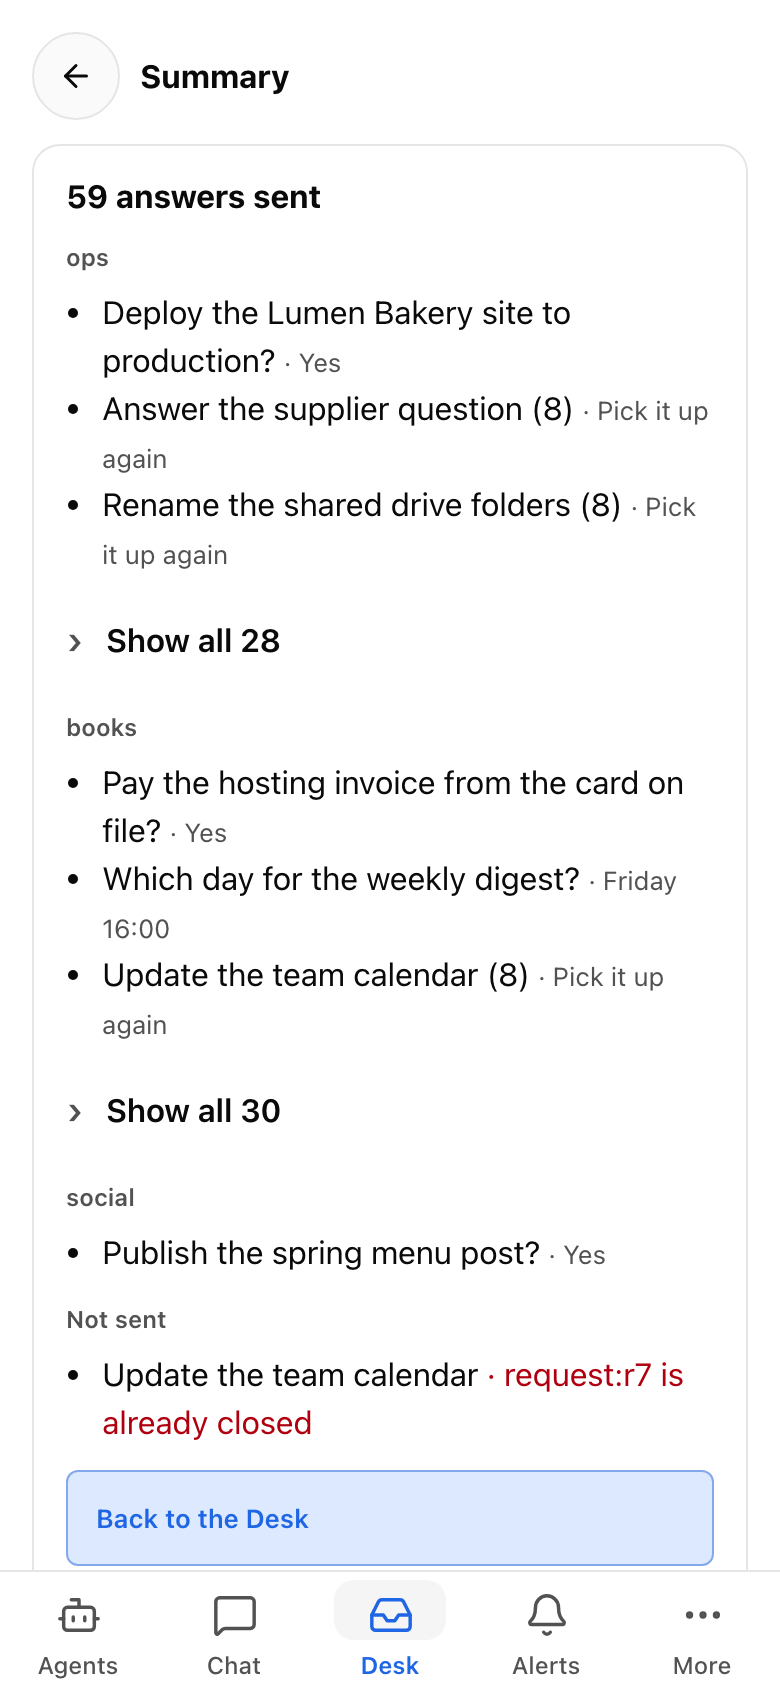 Summary
59 answers sent
ops
• Deploy the Lumen Bakery site to
production? · Yes
• Answer the supplier question (8) · Pick it up
again
• Rename the shared drive folders (8) · Pick
it up again
› Show all 28
books
• Pay the hosting invoice from the card on
file? · Yes
• Which day for the weekly digest? · Friday
16:00
• Update the team calendar (8) · Pick it up
again
› Show all 30
social
• Publish the spring menu post? · Yes
Not sent
• Update the team calendar · request:r7 is
already closed
Back to the Desk
Agents Chat Desk Alerts More